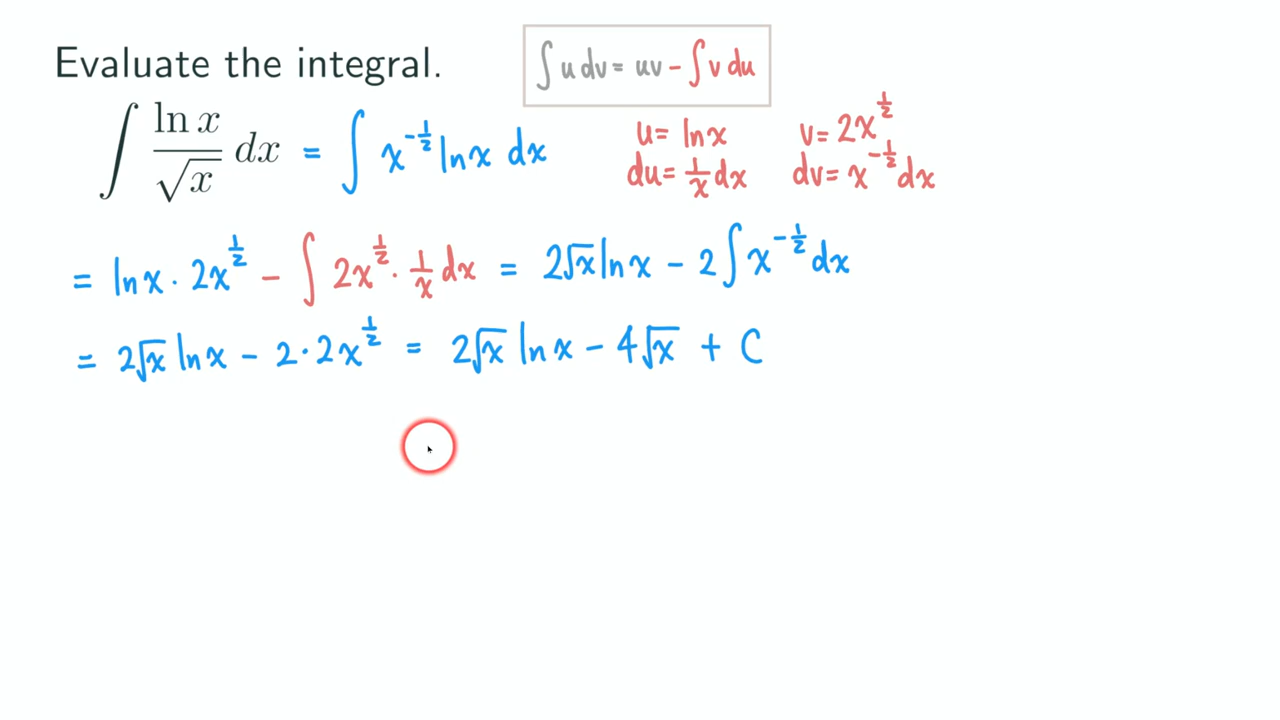 Evaluate the integral.
∫ u dv = uv - ∫ v du
∫ ln x / √x dx = ∫ x^(-1/2) ln x dx
u = ln x    v = 2x^(1/2)
du = 1/x dx    dv = x^(-1/2) dx
= ln x · 2x^(1/2) - ∫ 2x^(1/2) · 1/x dx = 2√x ln x - 2 ∫ x^(-1/2) dx
= 2√x ln x - 2 · 2x^(1/2) = 2√x ln x - 4√x + C